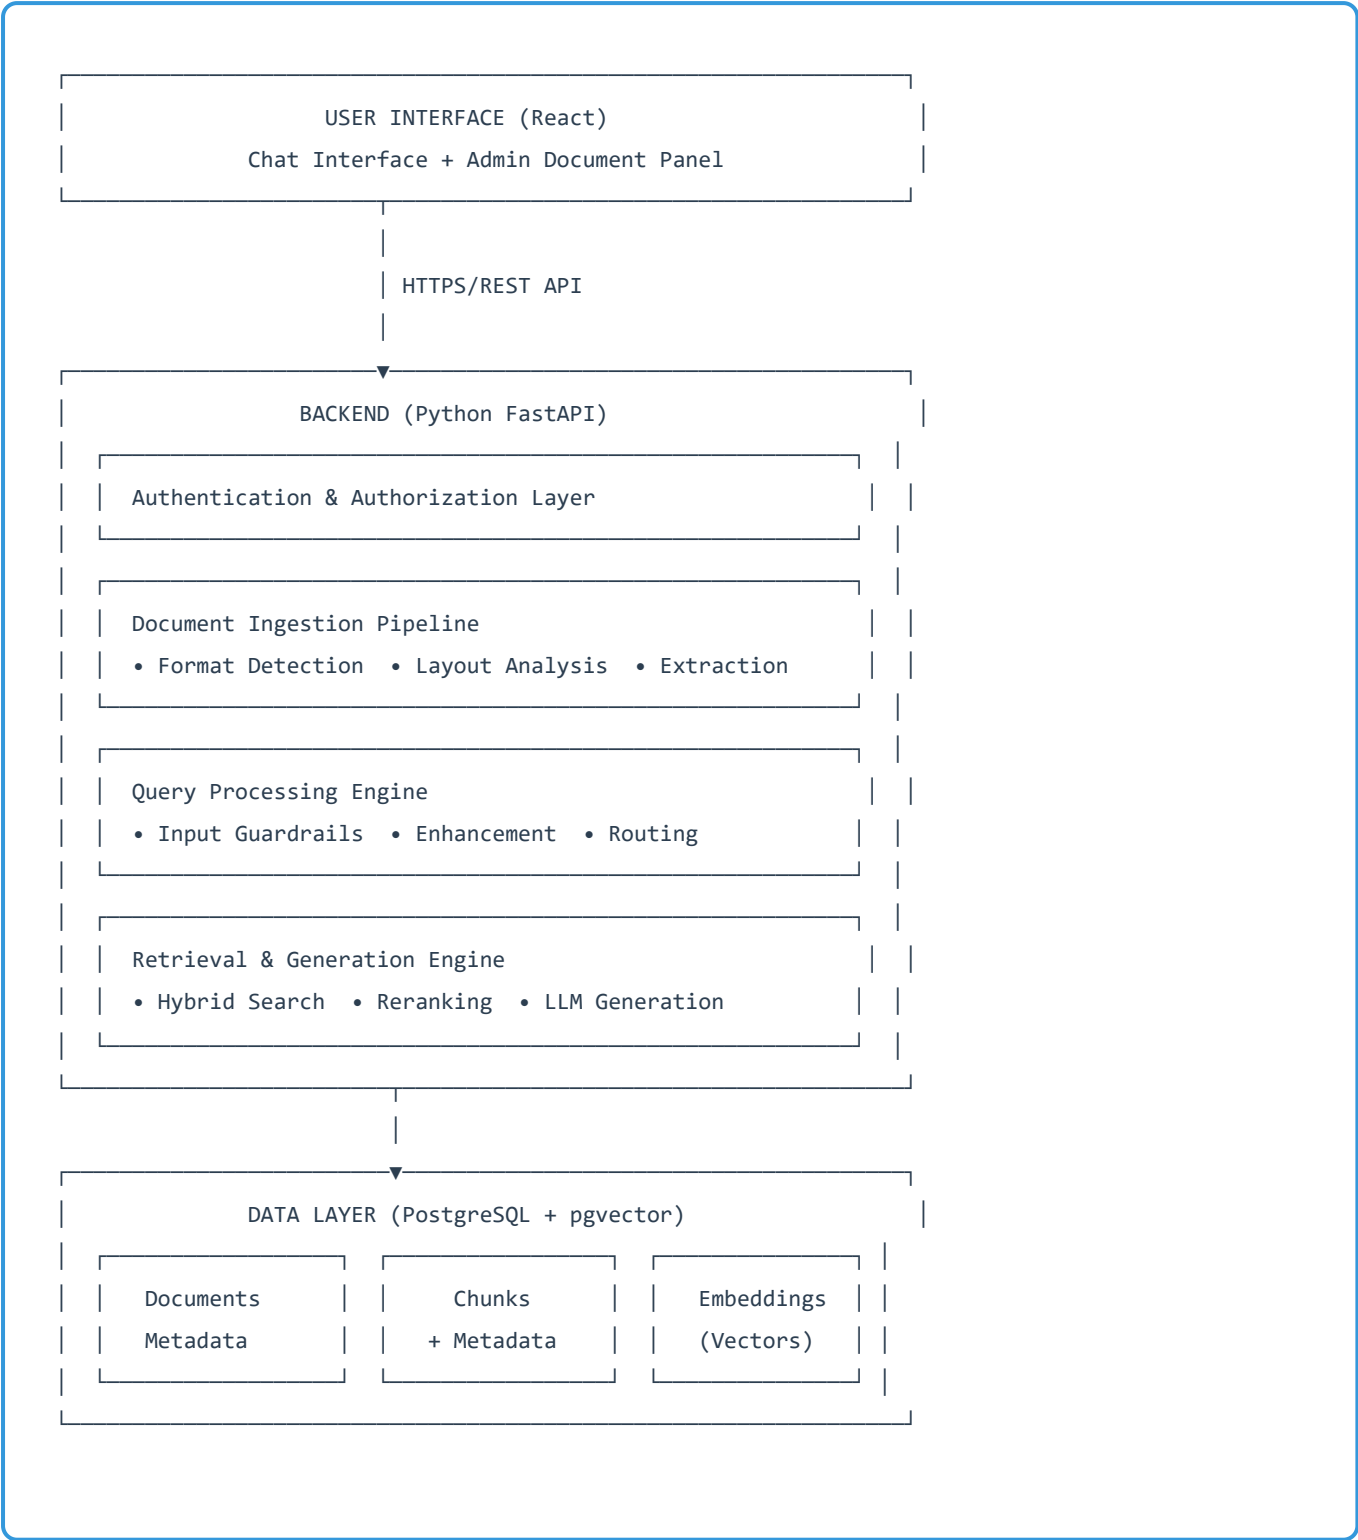 USER INTERFACE (React)
Chat Interface + Admin Document Panel
HTTPS/REST API
BACKEND (Python FastAPI)
Authentication & Authorization Layer
Document Ingestion Pipeline
• Format Detection • Layout Analysis • Extraction
Query Processing Engine
• Input Guardrails • Enhancement • Routing
Retrieval & Generation Engine
• Hybrid Search • Reranking • LLM Generation
DATA LAYER (PostgreSQL + pgvector)
Documents
Metadata
Chunks
+ Metadata
Embeddings
(Vectors)